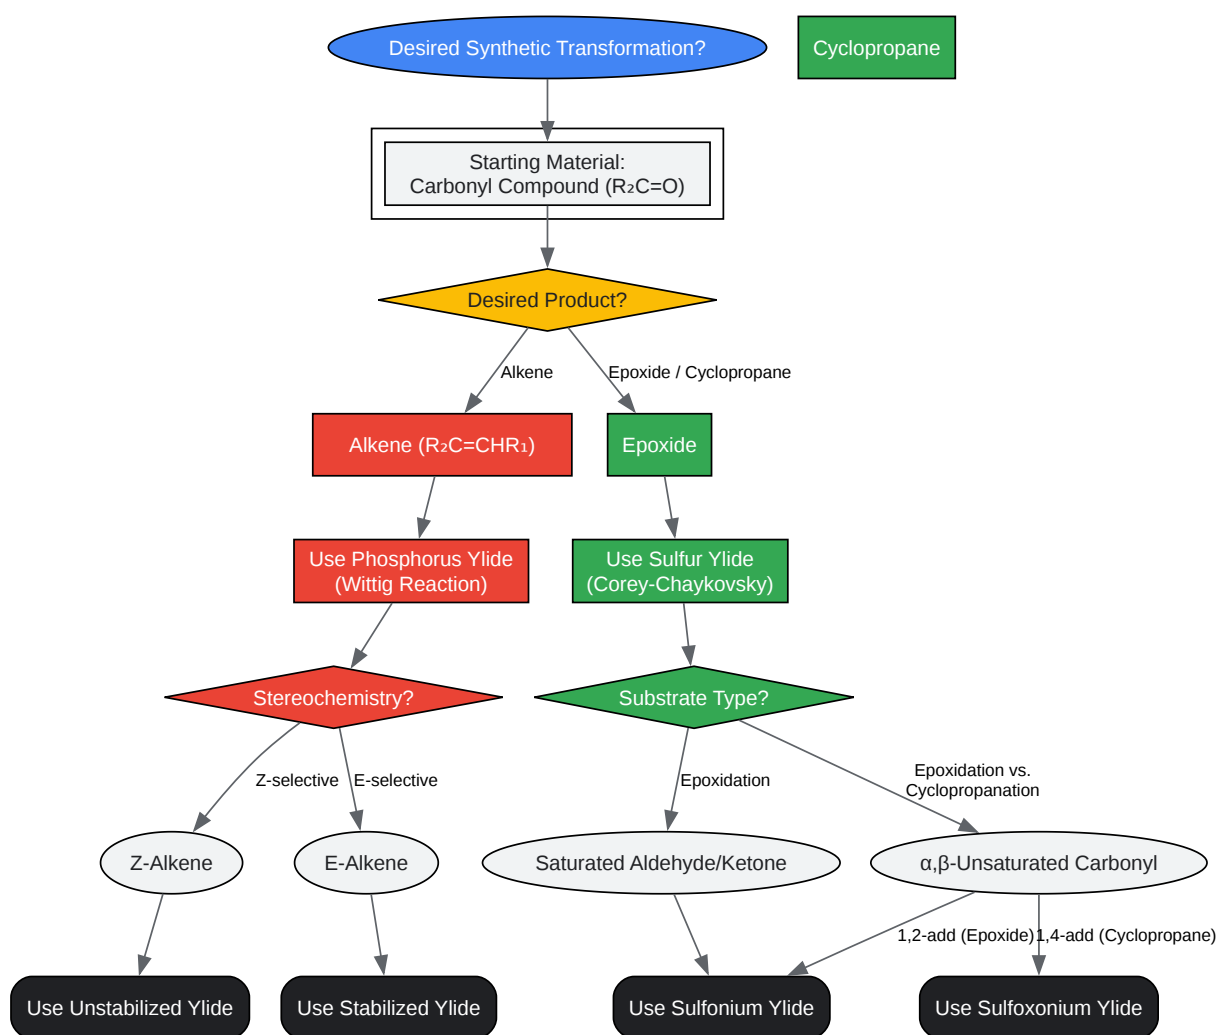 Desired Synthetic Transformation?
Cyclopropane
Starting Material:
Carbonyl Compound (R₂C=O)
Desired Product?
Alkene
Epoxide / Cyclopropane
Alkene (R₂C=CHR₁)
Epoxide
Use Phosphorus Ylide
(Wittig Reaction)
Use Sulfur Ylide
(Corey-Chaykovsky)
Stereochemistry?
Substrate Type?
Z-selective
E-selective
Epoxidation
Epoxidation vs.
Cyclopropanation
Z-Alkene
E-Alkene
Saturated Aldehyde/Ketone
α,β-Unsaturated Carbonyl
1,2-add (Epoxide)
1,4-add (Cyclopropane)
Use Unstabilized Ylide
Use Stabilized Ylide
Use Sulfonium Ylide
Use Sulfoxonium Ylide